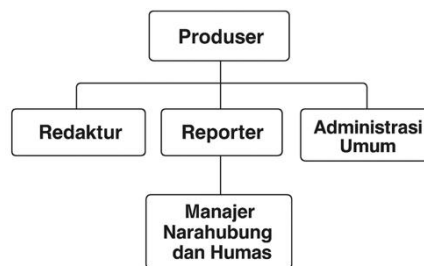 Produser
Redaktur
Reporter
Administrasi
Umum
Manajer
Narahubung
dan Humas